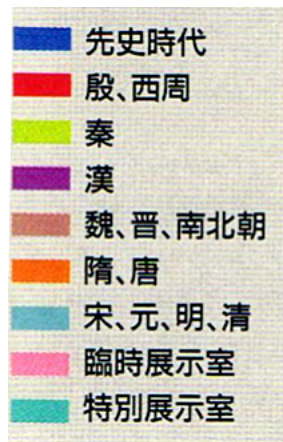 先史時代
殷、西周
秦
漢
魏、晋、南北朝
隋、唐
宋、元、明、清
臨時展示室
特別展示室